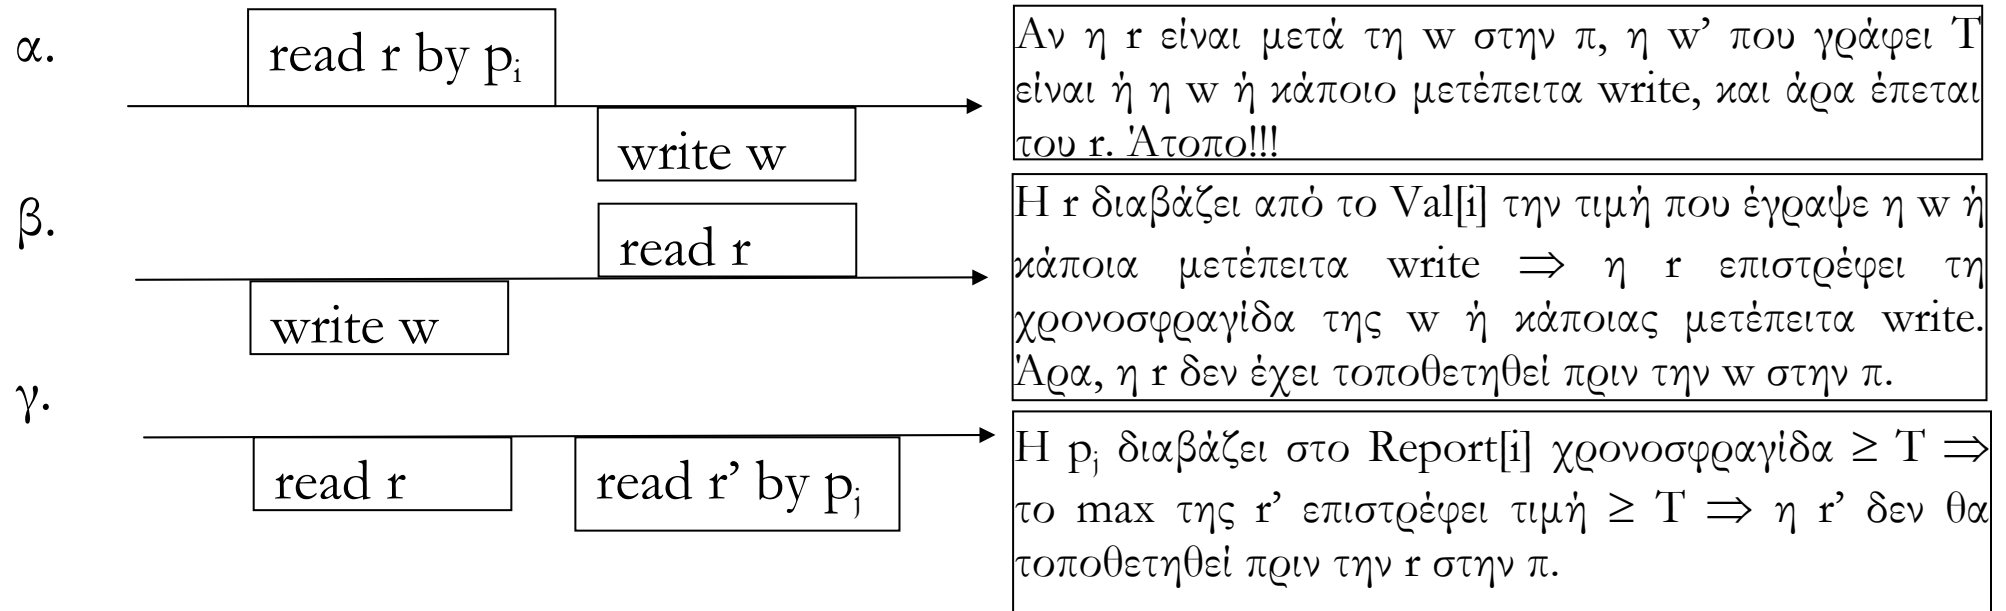 α.
read r by pᵢ
write w
Αν η r είναι μετά τη w στην π, η w’ που γράφει Τ
είναι ή η w ή κάποιο μετέπειτα write, και άρα έπεται
του r. Άτοπο!!!
β.
read r
write w
Η r διαβάζει από το Val[i] την τιμή που έγραψε η w ή
κάποια μετέπειτα write ⇒ η r επιστρέφει τη
χρονοσφραγίδα της w ή κάποιας μετέπειτα write.
Άρα, η r δεν έχει τοποθετηθεί πριν την w στην π.
γ.
read r
read r’ by pⱼ
Η pⱼ διαβάζει στο Report[i] χρονοσφραγίδα ≥ Τ ⇒
το max της r’ επιστρέφει τιμή ≥ Τ ⇒ η r’ δεν θα
τοποθετηθεί πριν την r στην π.